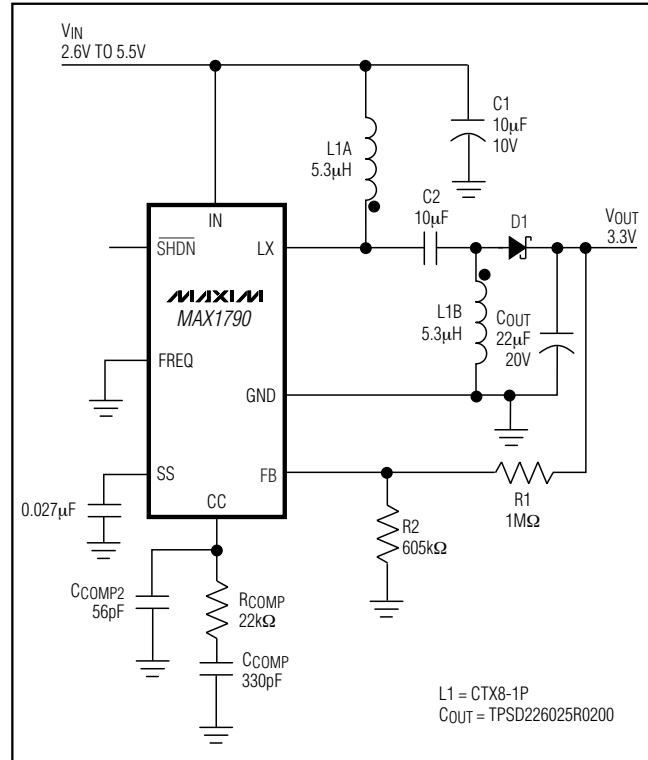 VIN
2.6V TO 5.5V
C1
10µF
10V
L1A
5.3µH
C2
10µF
D1
VOUT
3.3V
IN
SHDN
LX
MAXIM
MAX1790
L1B
5.3µH
COUT
22µF
20V
FREQ
GND
SS
FB
0.027µF
CC
R1
1MΩ
R2
605kΩ
CCOMP2
56pF
RCOMP
22kΩ
CCOMP
330pF
L1 = CTX8-1P
COUT = TPSD226025R0200